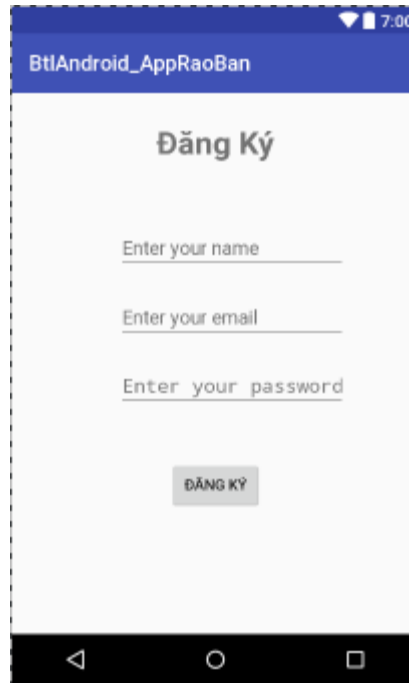 7:00
BtlAndroid_AppRaoBan
Đăng Ký
Enter your name
Enter your email
Enter your password
ĐĂNG KÝ